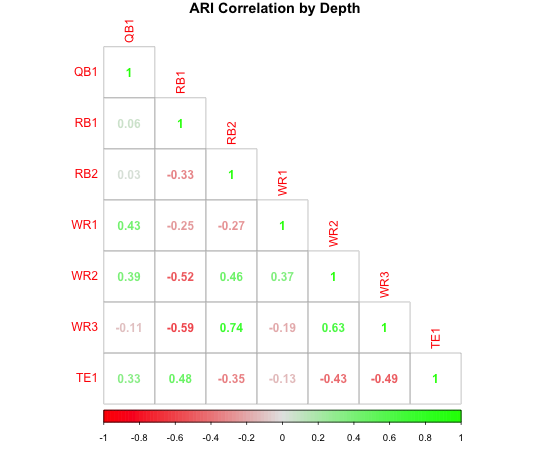 ARI Correlation by Depth
QB1
QB1 1 RB1
RB1 0.06 1 RB2
RB2 0.03 -0.33 1 WR1
WR1 0.43 -0.25 -0.27 1 WR2
WR2 0.39 -0.52 0.46 0.37 1 WR3
WR3 -0.11 -0.59 0.74 -0.19 0.63 1 TE1
TE1 0.33 0.48 -0.35 -0.13 -0.43 -0.49 1
-1 -0.8 -0.6 -0.4 -0.2 0 0.2 0.4 0.6 0.8 1